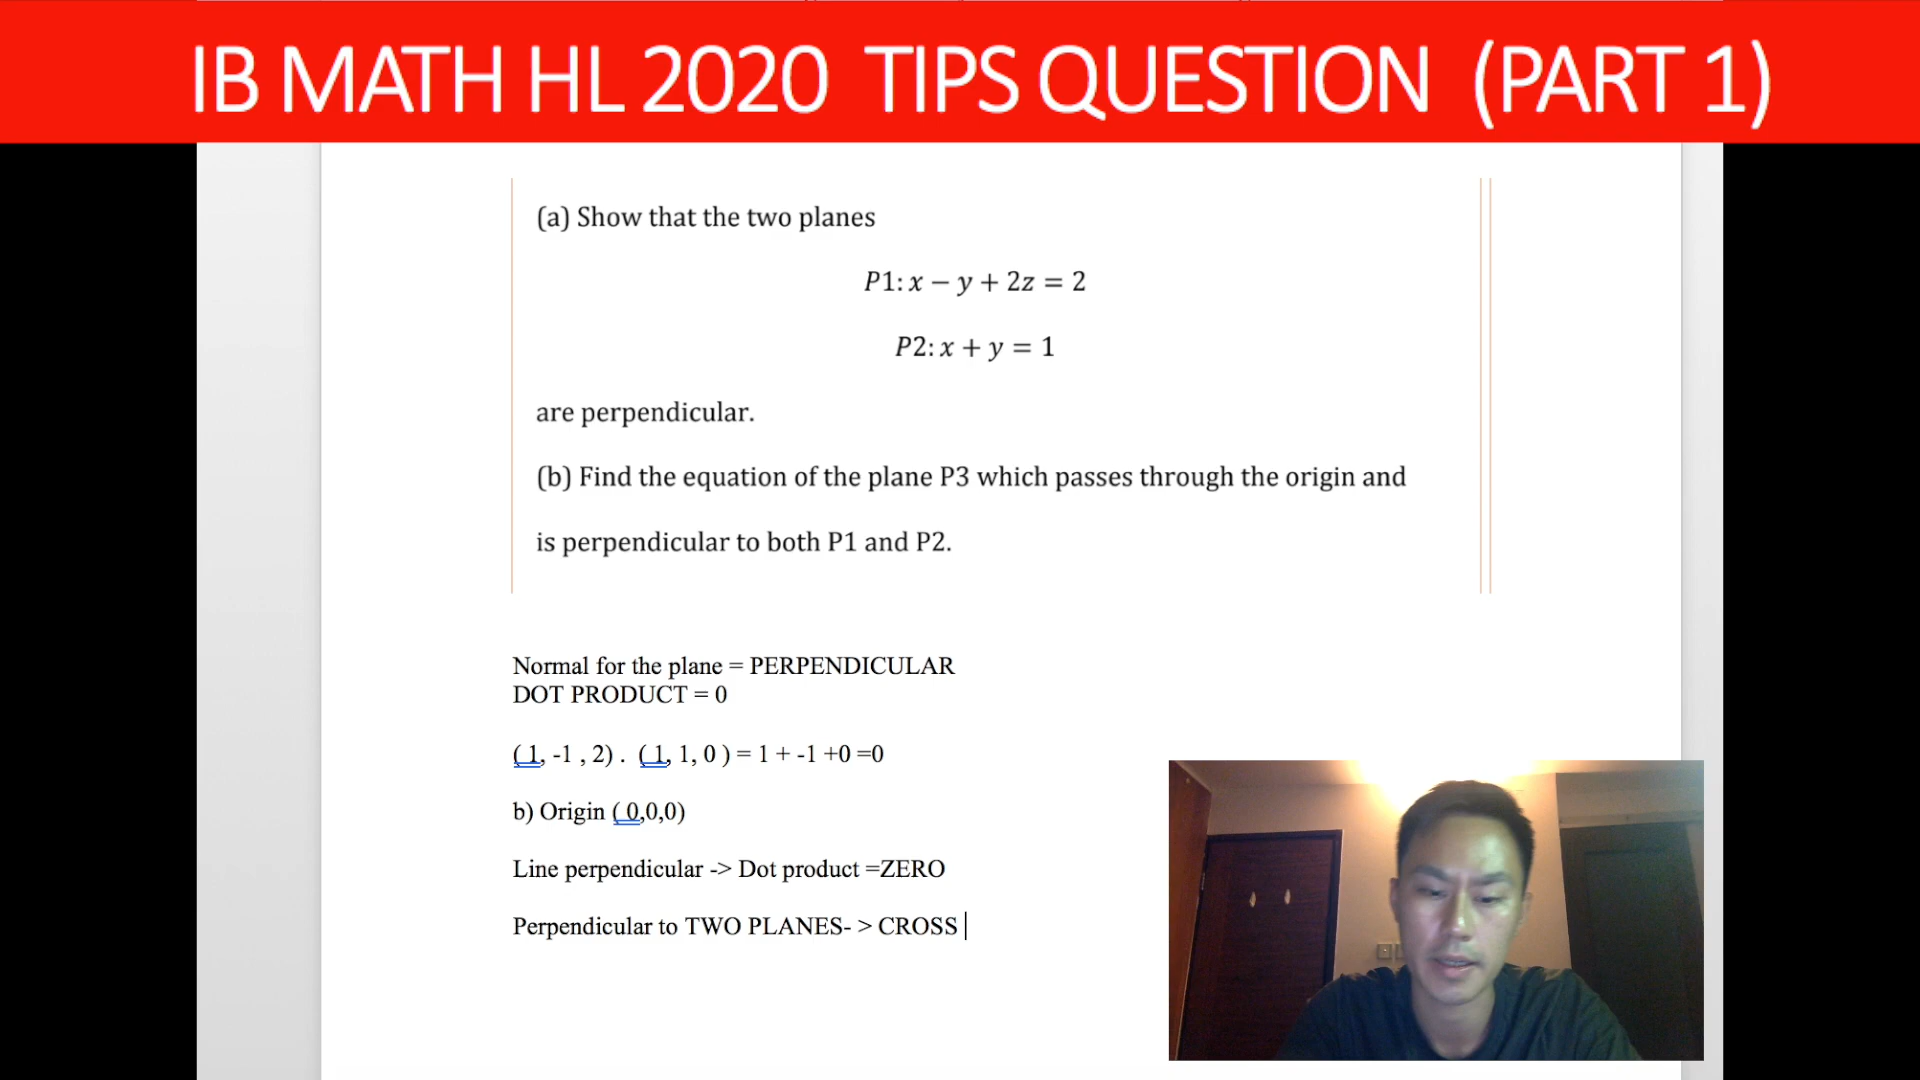 IB MATH HL 2020 TIPS QUESTION (PART 1)
(a) Show that the two planes
P1: x − y + 2z = 2
P2: x + y = 1
are perpendicular.
(b) Find the equation of the plane P3 which passes through the origin and
is perpendicular to both P1 and P2.
Normal for the plane = PERPENDICULAR
DOT PRODUCT = 0
( 1, -1 , 2) . ( 1, 1, 0 ) = 1 + -1 +0 =0
b) Origin ( 0,0,0)
Line perpendicular -> Dot product =ZERO
Perpendicular to TWO PLANES- > CROSS